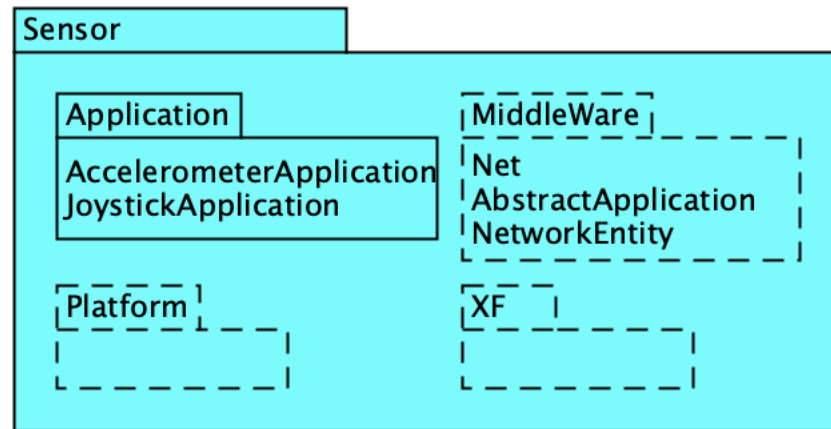 Sensor
Application
AccelerometerApplication
JoystickApplication
MiddleWare
Net
AbstractApplication
NetworkEntity
Platform
XF